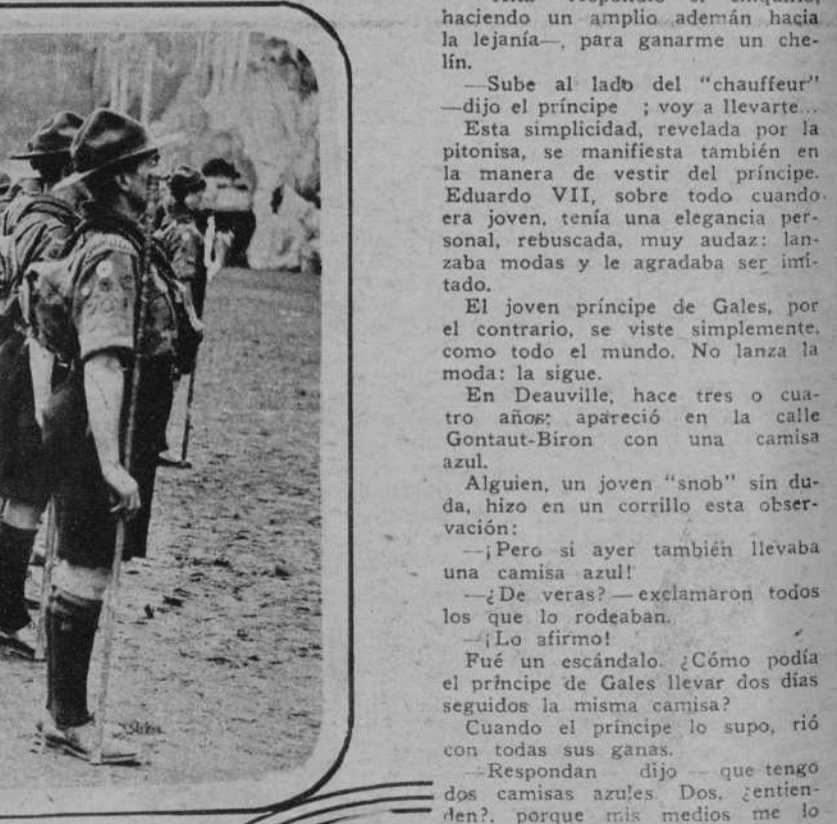 haciendo un amplio ademán hacia
la lejanía—, para ganarme un che-
lín.
—Sube al lado del "chauffeur"
—dijo el príncipe ; voy a llevarte...
Esta simplicidad, revelada por la
pitonisa, se manifiesta también en
la manera de vestir del príncipe.
Eduardo VII, sobre todo cuando
era joven, tenía una elegancia per-
sonal, rebuscada, muy audaz: lan-
zaba modas y le agradaba ser imi-
tado.
El joven príncipe de Gales, por
el contrario, se viste simplemente,
como todo el mundo. No lanza la
moda: la sigue.
En Deauville, hace tres o cua-
tro años; apareció en la calle
Gontaut-Biron con una camisa
azul.
Alguien, un joven "snob" sin du-
da, hizo en un corrillo esta obser-
vación:
—¡Pero si ayer también llevaba
una camisa azul!
—¿De veras? — exclamaron todos
los que lo rodeaban.
—¡Lo afirmo!
Fué un escándalo. ¿Cómo podía
el príncipe de Gales llevar dos días
seguidos la misma camisa?
Cuando el príncipe lo supo, rió
con todas sus ganas.
—Respondan dijo — que tengo
dos camisas azules. Dos, ¿entien-
den?, porque mis medios me lo